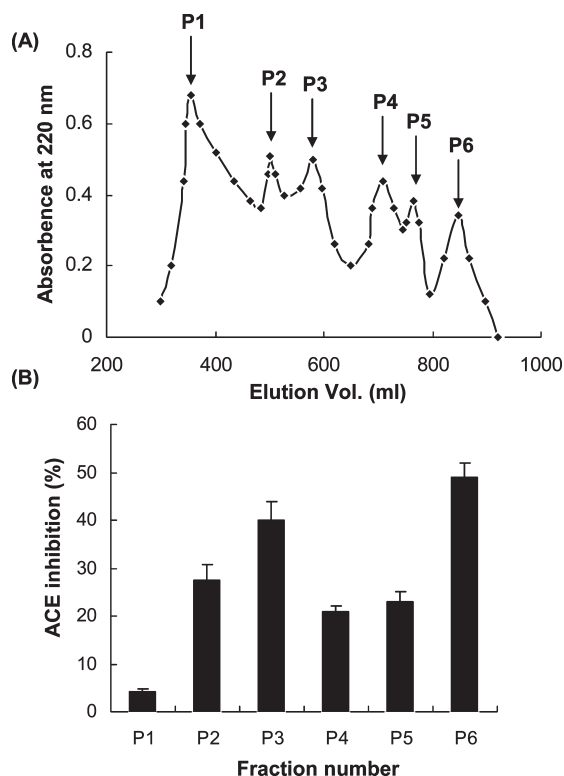 (A)
P1
P2
P3
P4
P5
P6
0.8
0.6
0.4
0.2
0
Absorbence at 220 nm
200 400 600 800 1000
Elution Vol. (ml)
(B)
60
50
40
30
20
10
0
ACE inhibition (%)
P1 P2 P3 P4 P5 P6
Fraction number